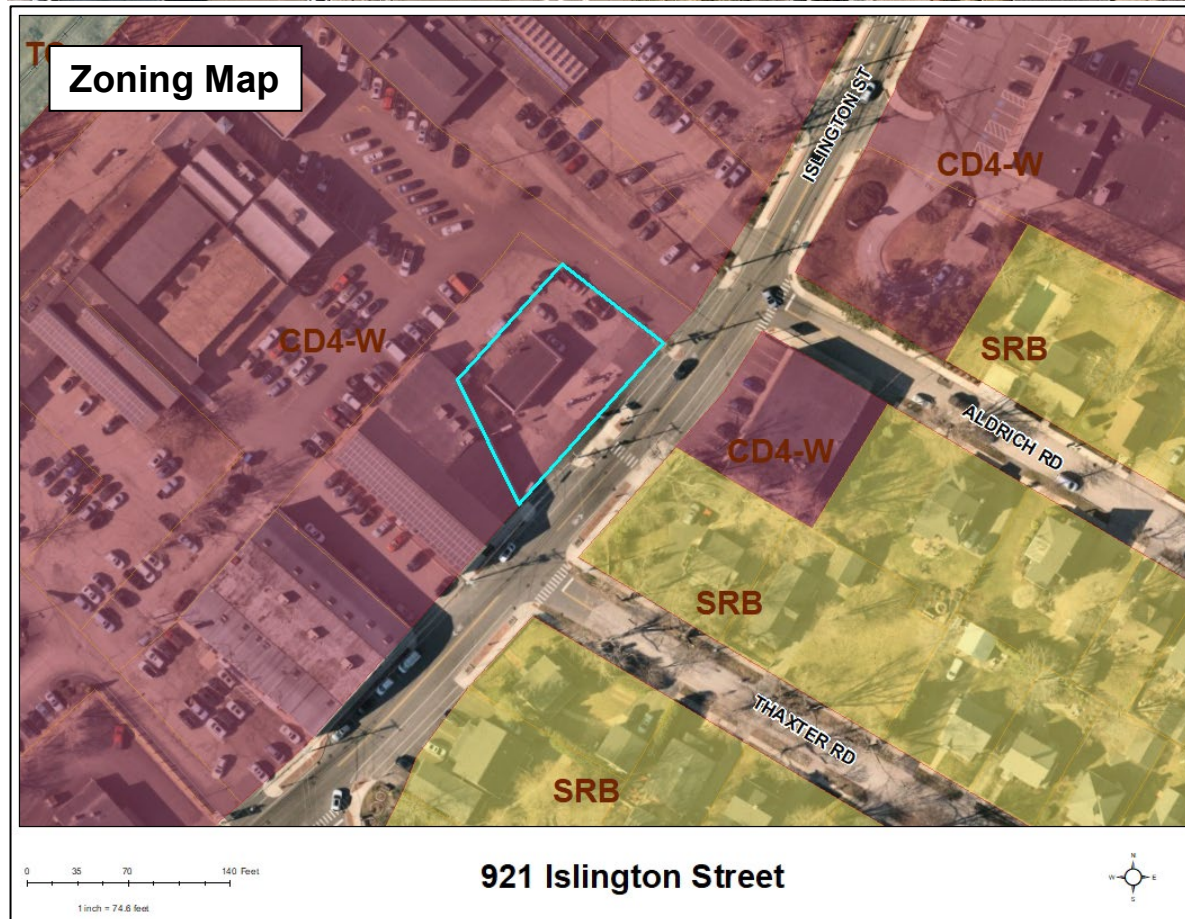 Zoning Map
ISLINGTON ST
CD4-W
SRB
CD4-W
ALDRICH RD
CD4-W
SRB
THAXTER RD
SRB
0 35 70 140 Feet
1 inch = 74.6 feet
921 Islington Street
N
W E
S